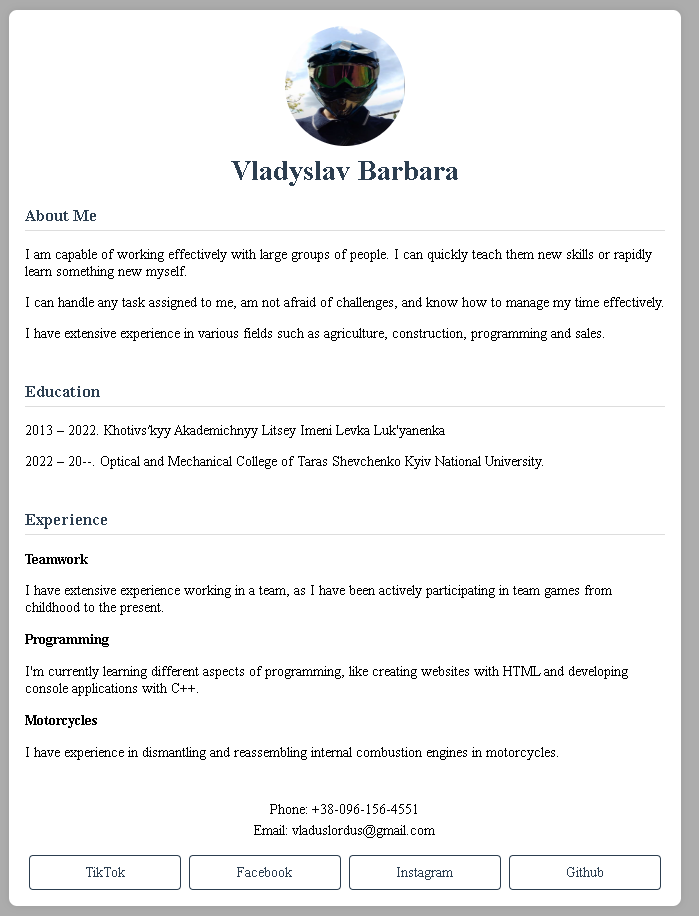 Vladyslav Barbara
About Me
I am capable of working effectively with large groups of people. I can quickly teach them new skills or rapidly
learn something new myself.
I can handle any task assigned to me, am not afraid of challenges, and know how to manage my time effectively.
I have extensive experience in various fields such as agriculture, construction, programming and sales.
Education
2013 – 2022. Khotivs'kyy Akademichnyy Litsey Imeni Levka Luk'yanenka
2022 – 20--. Optical and Mechanical College of Taras Shevchenko Kyiv National University.
Experience
Teamwork
I have extensive experience working in a team, as I have been actively participating in team games from
childhood to the present.
Programming
I'm currently learning different aspects of programming, like creating websites with HTML and developing
console applications with C++.
Motorcycles
I have experience in dismantling and reassembling internal combustion engines in motorcycles.
Phone: +38-096-156-4551
Email: vladuslordus@gmail.com
TikTok Facebook Instagram Github